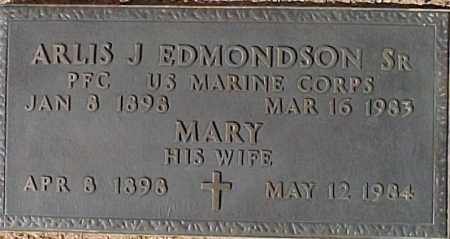 ARLIS J EDMONDSON SR
PFC US MARINE CORPS
JAN 8 1898 MAR 16 1983
MARY
HIS WIFE
APR 8 1898 MAY 12 1984